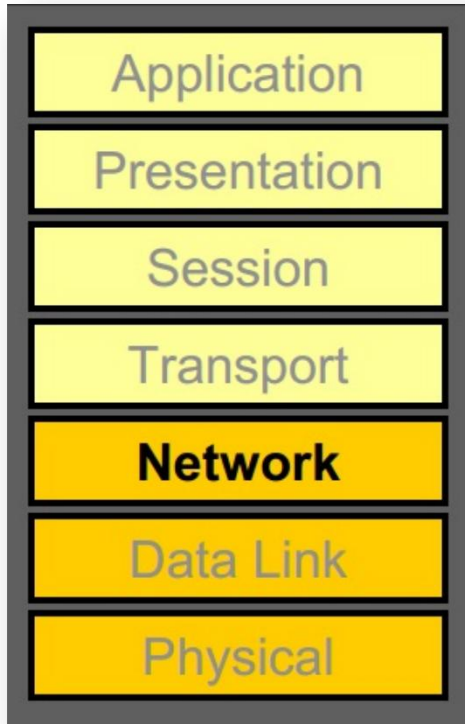 Application
Presentation
Session
Transport
Network
Data Link
Physical